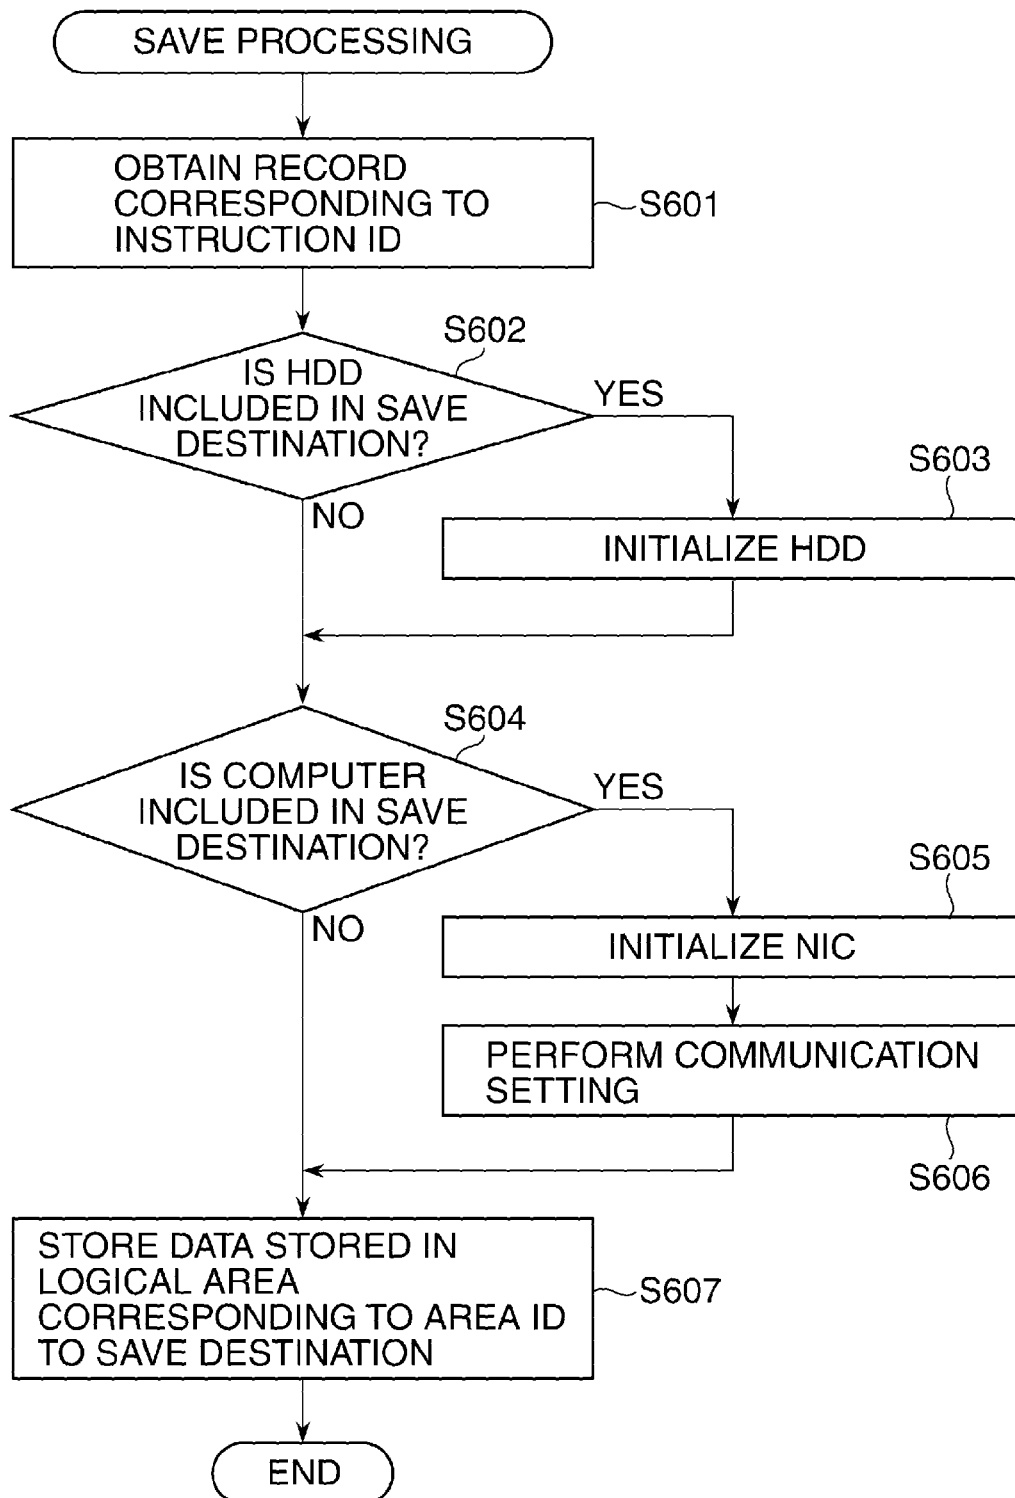 SAVE PROCESSING
OBTAIN RECORD
CORRESPONDING TO
INSTRUCTION ID
S601
S602
IS HDD
INCLUDED IN SAVE
DESTINATION?
YES
NO
S603
INITIALIZE HDD
S604
IS COMPUTER
INCLUDED IN SAVE
DESTINATION?
YES
NO
S605
INITIALIZE NIC
PERFORM COMMUNICATION
SETTING
S606
STORE DATA STORED IN
LOGICAL AREA
CORRESPONDING TO AREA ID
TO SAVE DESTINATION
S607
END